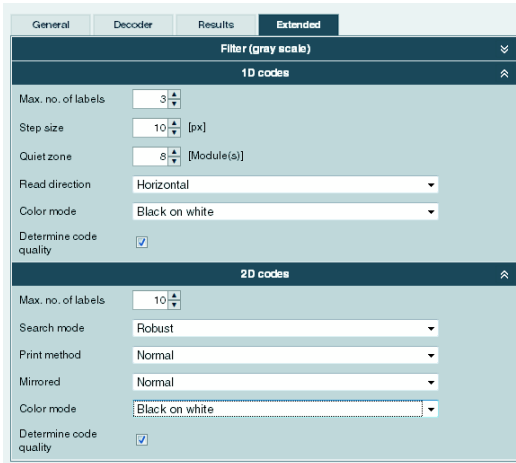 General Decoder Results Extended
Filter (gray scale)
1D codes
Max. no. of labels 3
Step size 10 [px]
Quiet zone 8 [Module(s)]
Read direction Horizontal
Color mode Black on white
Determine code
quality
2D codes
Max. no. of labels 10
Search mode Robust
Print method Normal
Mirrored Normal
Color mode Black on white
Determine code
quality